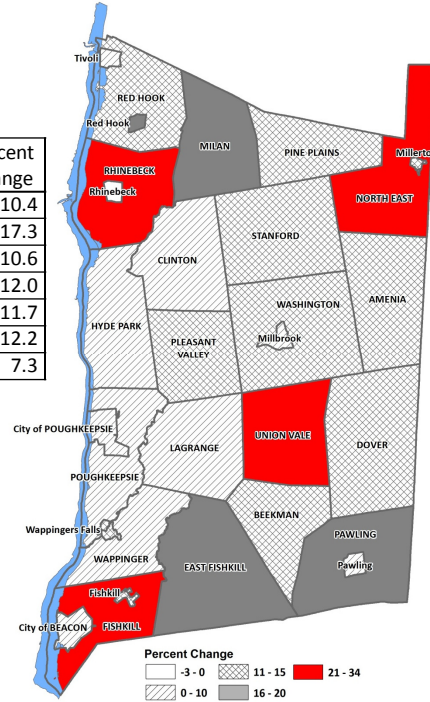 Tivoli
RED HOOK
Red Hook
MILAN
PINE PLAINS
RHINEBECK
Rhinebeck
NORTH EAST
STANFORD
CLINTON
WASHINGTON
AMENIA
HYDE PARK
PLEASANT
VALLEY
Millbrook
City of POUGHKEEPSIE
LAGRANGE
UNION VALE
DOVER
POUGHKEEPSIE
BEEKMAN
Wappingers Falls
PAWLING
WAPPINGER
EAST FISHKILL
Pawling
Fishkill
City of BEACON
FISHKILL
10.4
17.3
10.6
12.0
11.7
12.2
7.3
Percent Change
-3 - 0
11 - 15
21 - 34
0 - 10
16 - 20